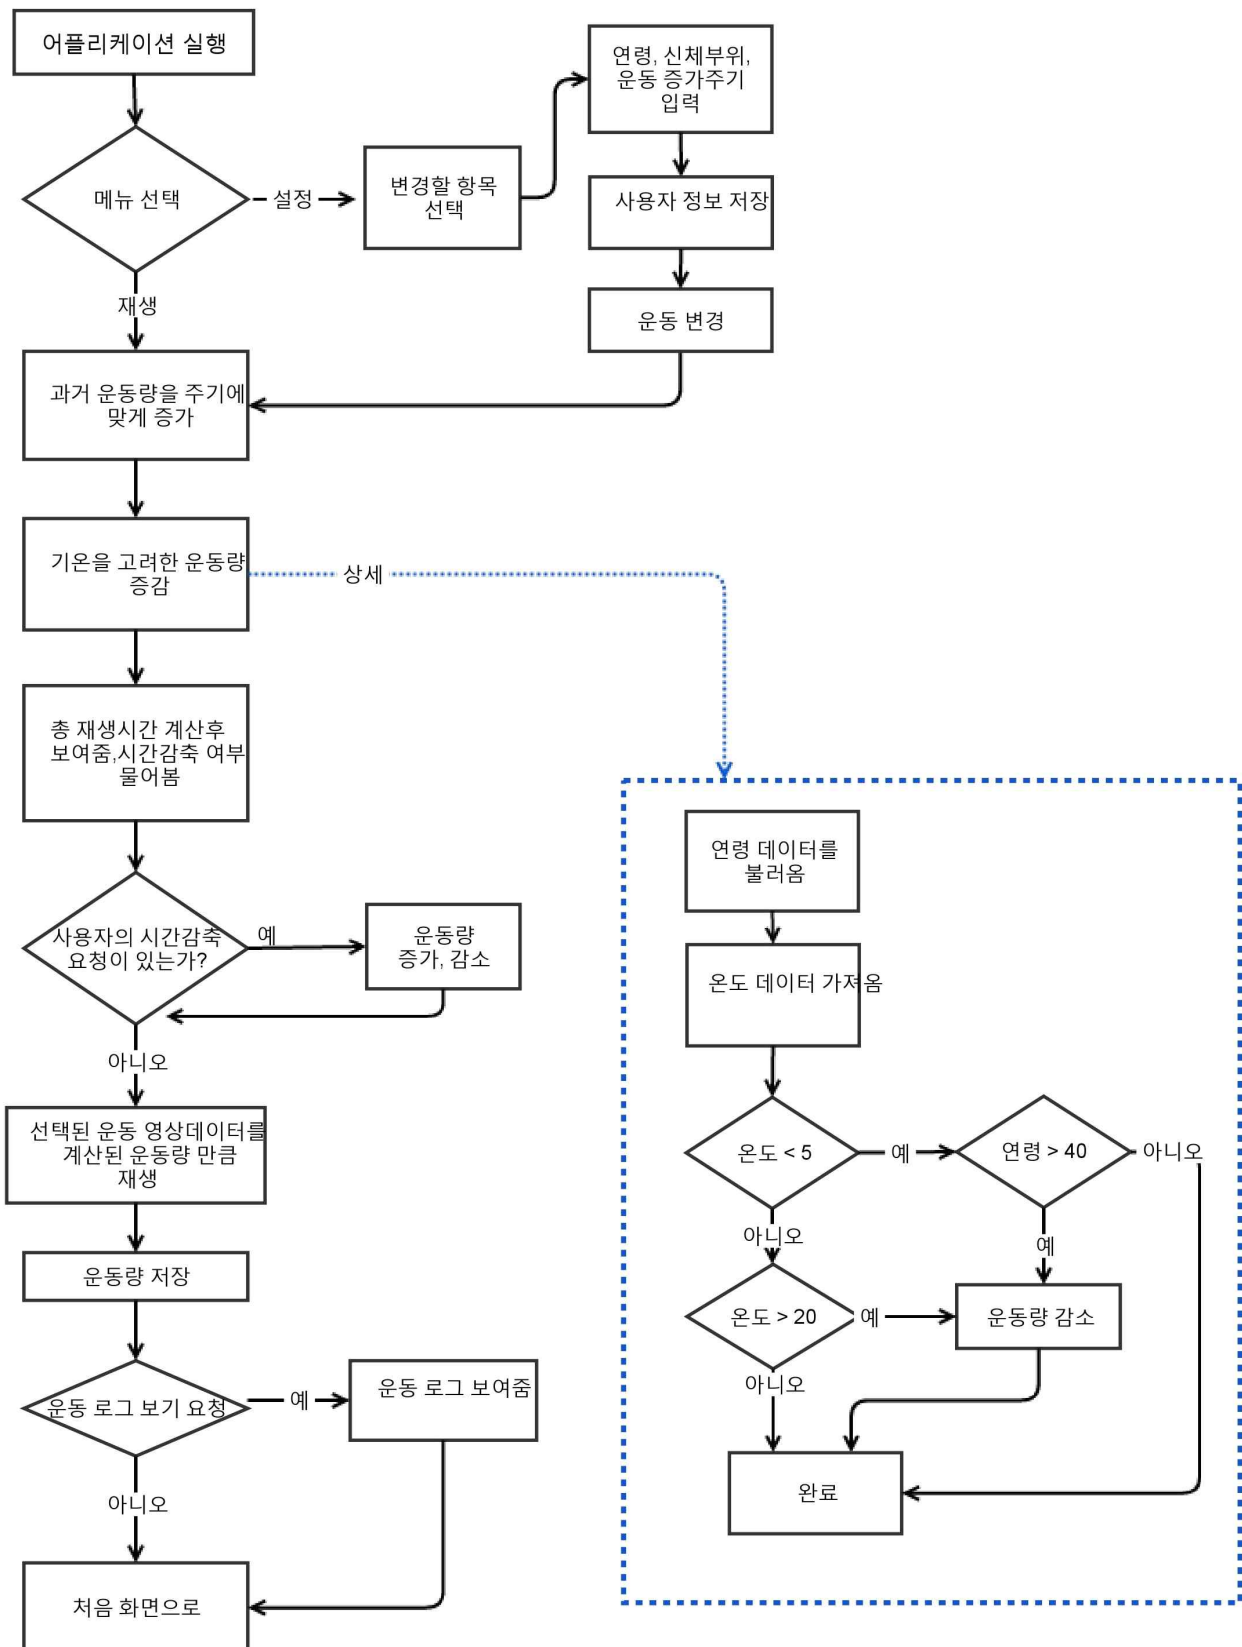 어플리케이션 실행
메뉴 선택
설정
변경할 항목
선택
연령, 신체부위,
운동 증가주기
입력
사용자 정보 저장
운동 변경
재생
과거 운동량을 주기에
맞게 증가
기온을 고려한 운동량
증감
상세
총 재생시간 계산후
보여줌,시간감축 여부
물어봄
사용자의 시간감축
요청이 있는가?
예
운동량
증가, 감소
아니오
선택된 운동 영상데이터를
계산된 운동량 만큼
재생
운동량 저장
운동 로그 보기 요청
예
운동 로그 보여줌
아니오
처음 화면으로
연령 데이터를
불러옴
온도 데이터 가져옴
온도 < 5
예
연령 > 40
아니오
아니오
예
온도 > 20
예
운동량 감소
아니오
완료